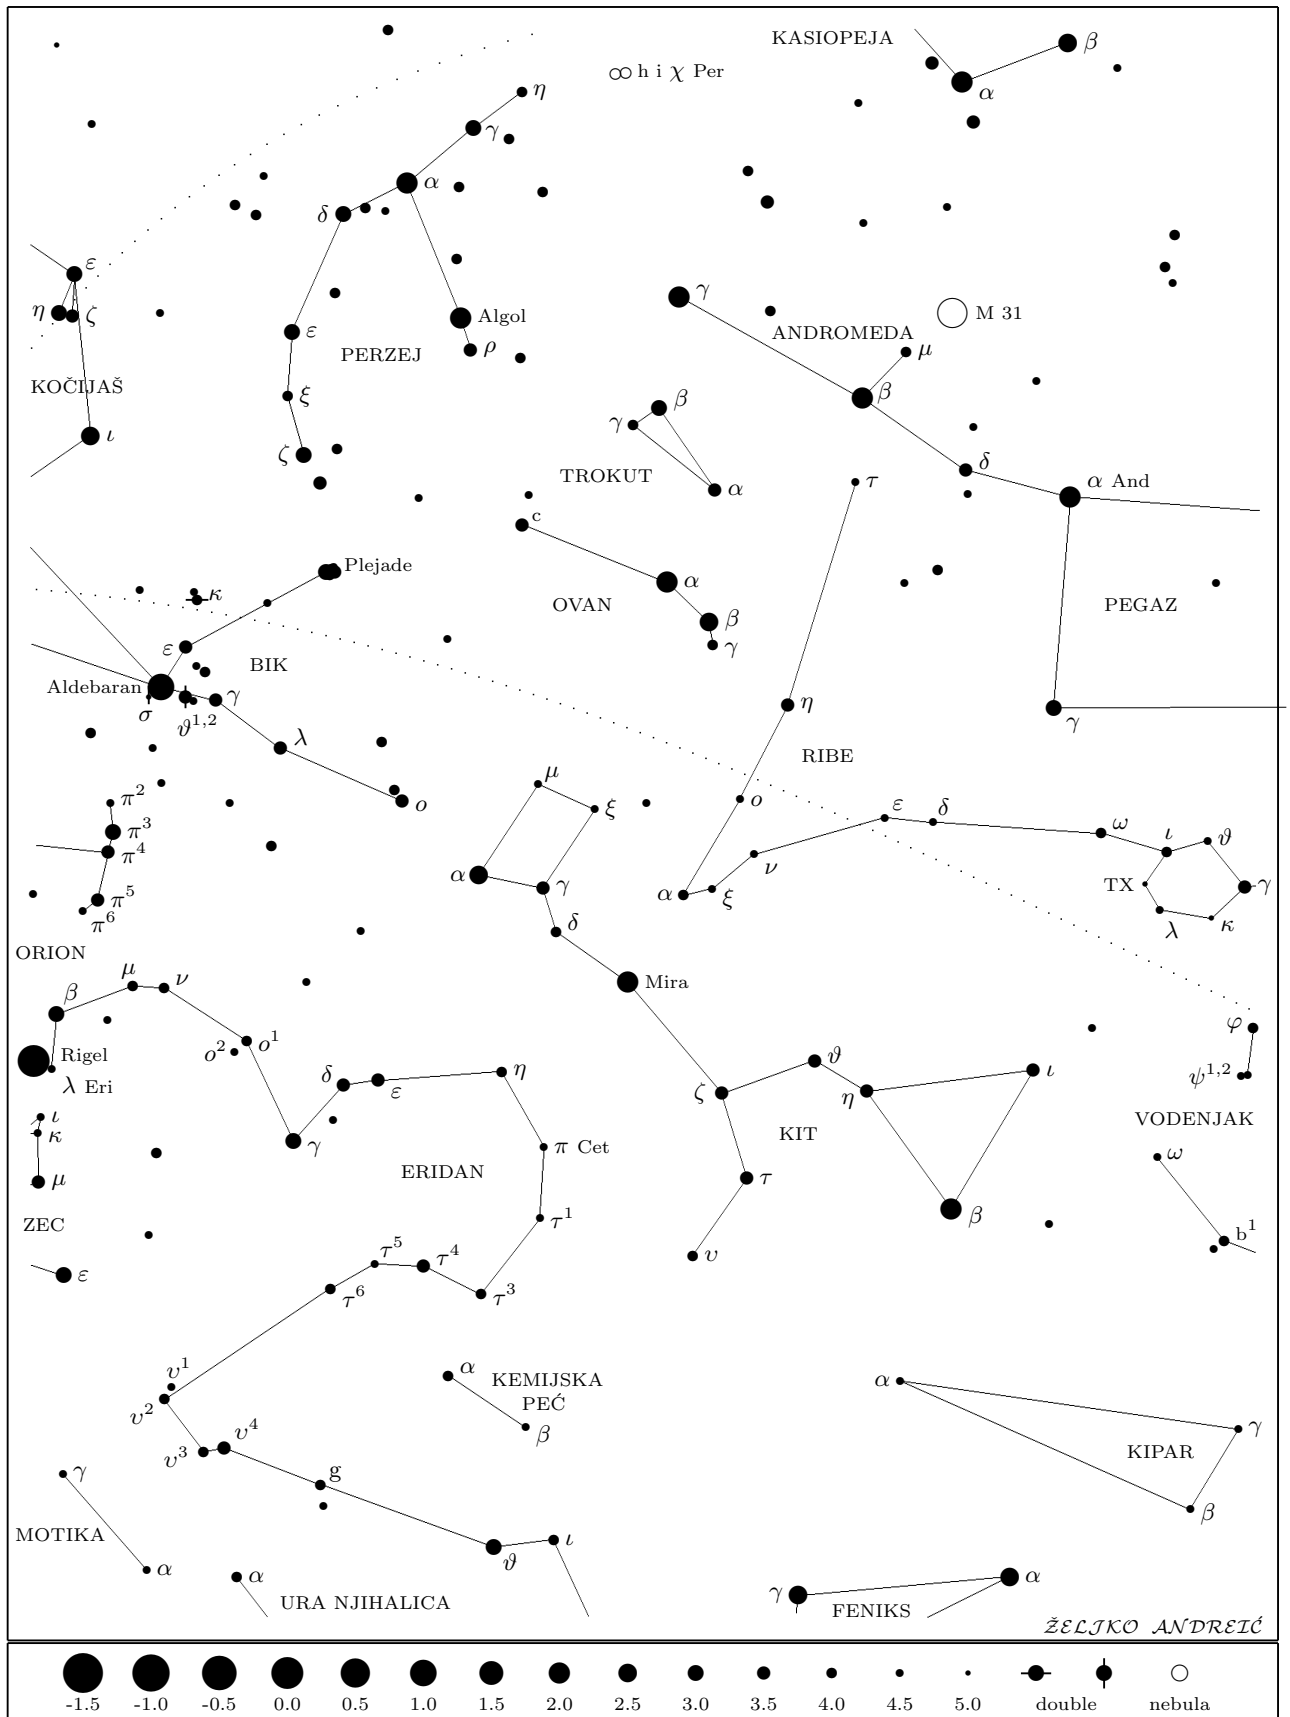 KASIOPEJA
β
α
h i χ Per
η
γ
α
δ
ε
η
ζ
Algol
ρ
ε
PERZEJ
ξ
ζ
KOČIJAŠ
ι
γ
M 31
ANDROMEDA
μ
β
β
γ
TROKUT
α
δ
α And
τ
c
Plejade
κ
α
OVAN
β
γ
PEGAZ
ε
BIK
Aldebaran
γ
σ
ϑ1,2
η
γ
λ
RIBE
ο
μ
ξ
ο
ε
δ
ω
ι
ϑ
π2
π3
π4
π5
π6
α
γ
α
ξ
ν
TX
γ
λ
κ
δ
ORION
μ
ν
β
Mira
φ
Rigel
λ Eri
ο2
ο1
δ
ε
η
ζ
ϑ
η
ι
ψ1,2
ι
κ
γ
KIT
VODENJAK
π Cet
ERIDAN
ω
μ
τ
ZEC
τ1
β
b1
ε
τ5
τ4
υ
τ6
τ3
υ1
υ2
α
KEMIJSKA
PEĆ
β
α
γ
KIPAR
β
υ4
υ3
g
γ
MOTIKA
α
α
ϑ
ι
URA NJIHALICA
γ
α
FENIKS
ŽELJKO ANDREIĆ
-1.5 -1.0 -0.5 0.0 0.5 1.0 1.5 2.0 2.5 3.0 3.5 4.0 4.5 5.0 double nebula